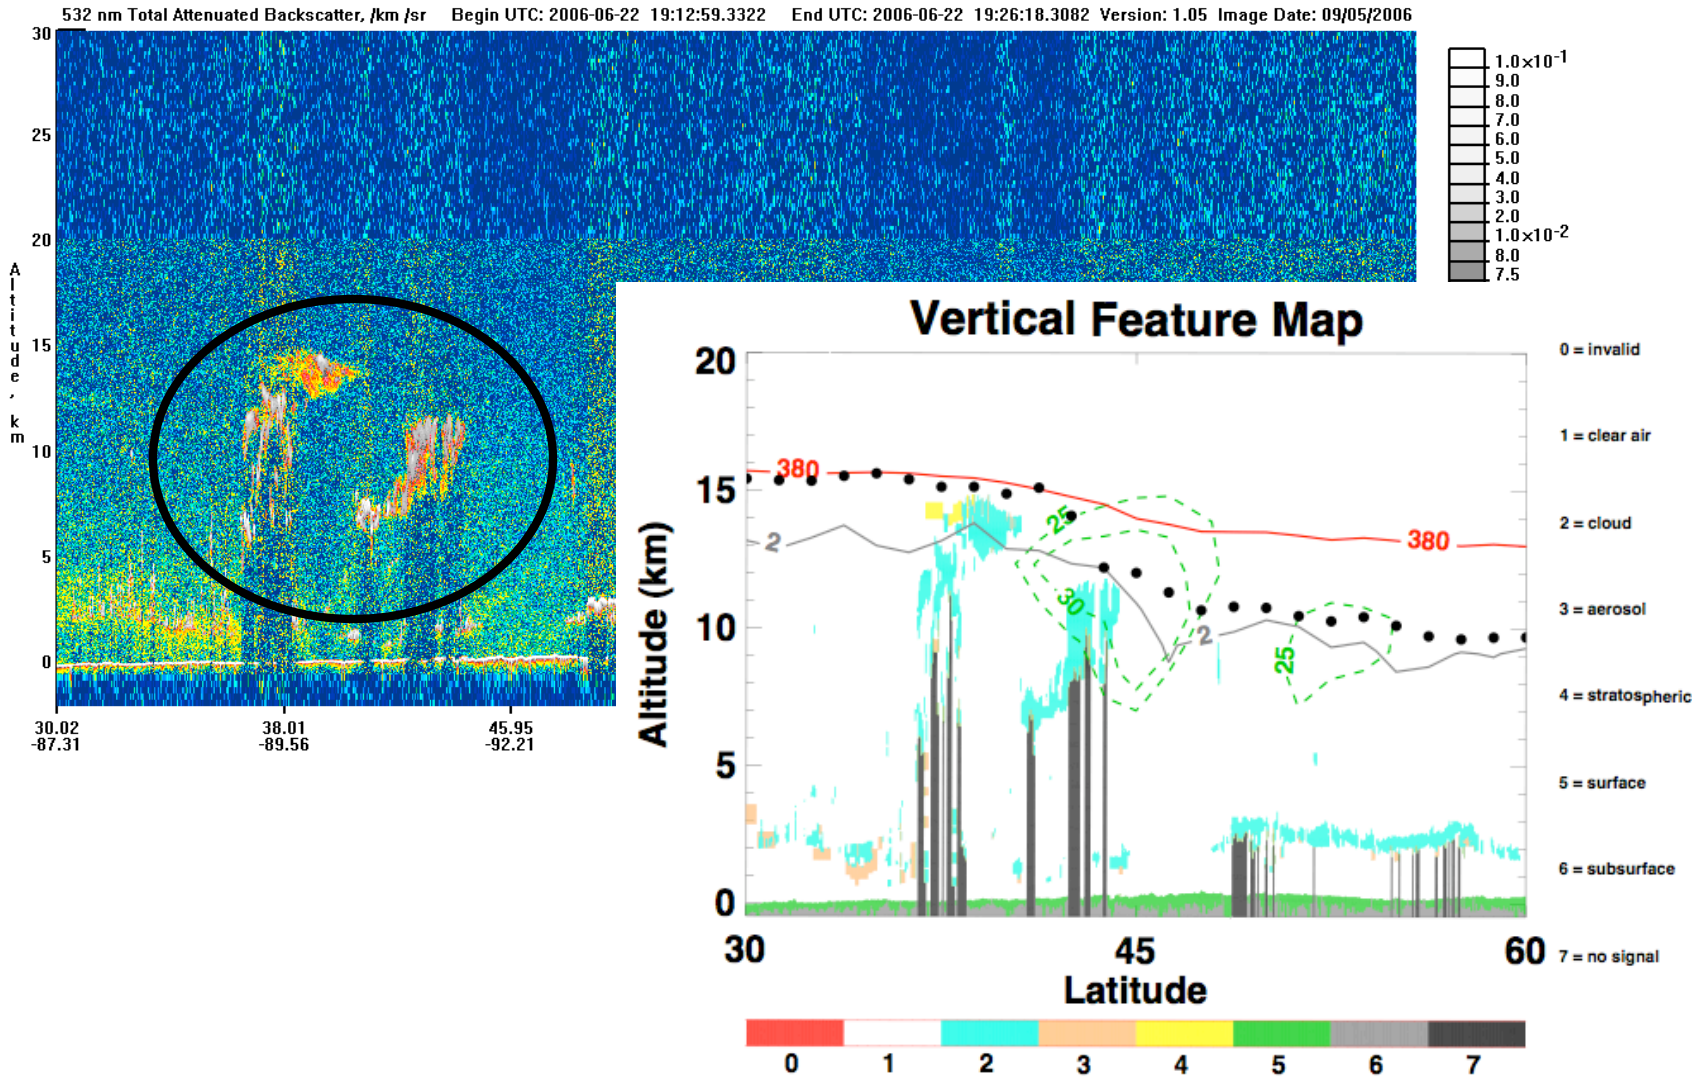 532 nm Total Attenuated Backscatter, /km /sr Begin UTC: 2006-06-22 19:12:59.3322 End UTC: 2006-06-22 19:26:18.3082 Version: 1.05 Image Date: 09/05/2006
30
25
20
15
10
5
0
Altitude, km
30.02 38.01 45.95
-87.31 -89.56 -92.21
1.0×10-1
9.0
8.0
7.0
6.0
5.0
4.0
3.0
2.0
1.0×10-2
8.0
7.5
Vertical Feature Map
20
15
10
5
0
Altitude (km)
380
380
2
2
25
30
25
30 45 60
Latitude
0 = invalid
1 = clear air
2 = cloud
3 = aerosol
4 = stratospheric
5 = surface
6 = subsurface
7 = no signal
0 1 2 3 4 5 6 7